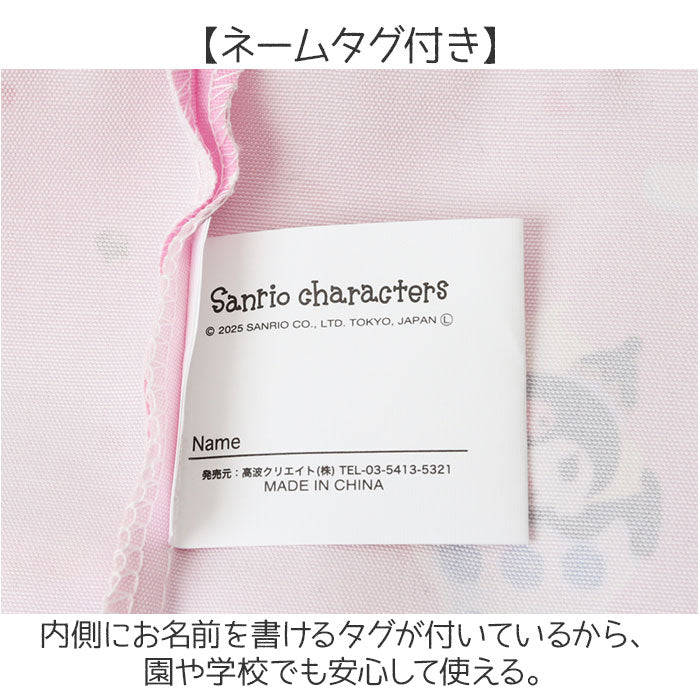 【ネームタグ付き】
Sanrio characters
© 2025 SANRIO CO., LTD. TOKYO, JAPAN Ⓛ
Name
発売元：高波クリエイト(株) TEL-03-5413-5321
MADE IN CHINA
内側にお名前を書けるタグが付いているから、
園や学校でも安心して使える。